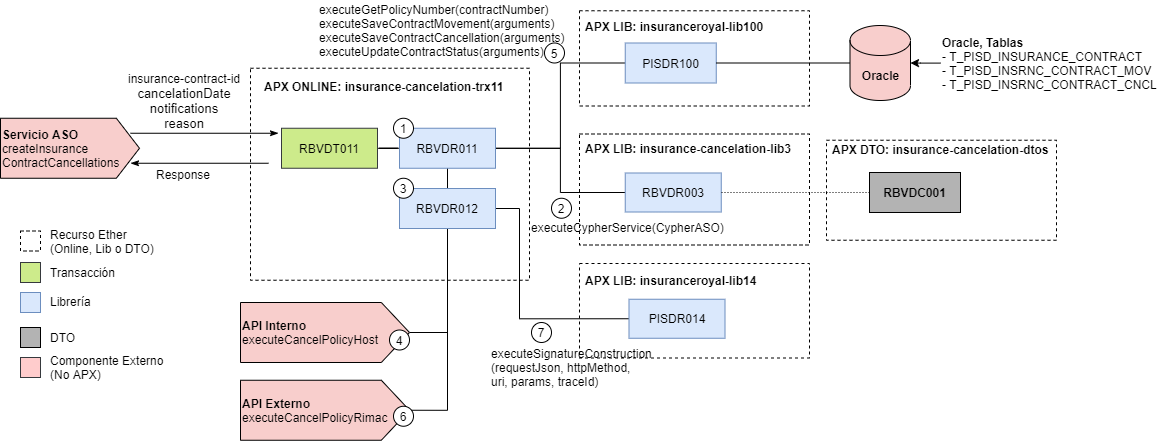 executeGetPolicyNumber(contractNumber)
executeSaveContractMovement(arguments)
executeSaveContractCancellation(arguments)
executeUpdateContractStatus(arguments)
5
APX LIB: insuranceroyal-lib100
PISDR100
Oracle
Oracle, Tablas
- T_PISD_INSURANCE_CONTRACT
- T_PISD_INSRNC_CONTRACT_MOV
- T_PISD_INSRNC_CONTRACT_CNCL
insurance-contract-id
cancelationDate
notifications
reason
APX ONLINE: insurance-cancelation-trx11
Servicio ASO
createInsurance
ContractCancellations
Response
RBVDT011
1
RBVDR011
3
RBVDR012
APX LIB: insurance-cancelation-lib3
RBVDR003
2
executeCypherService(CypherASO)
APX DTO: insurance-cancelation-dtos
RBVDC001
Recurso Ether
(Online, Lib o DTO)
Transacción
Librería
DTO
Componente Externo
(No APX)
API Interno
executeCancelPolicyHost
4
API Externo
executeCancelPolicyRimac
6
APX LIB: insuranceroyal-lib14
PISDR014
7
executeSignatureConstruction
(requestJson, httpMethod,
uri, params, traceId)